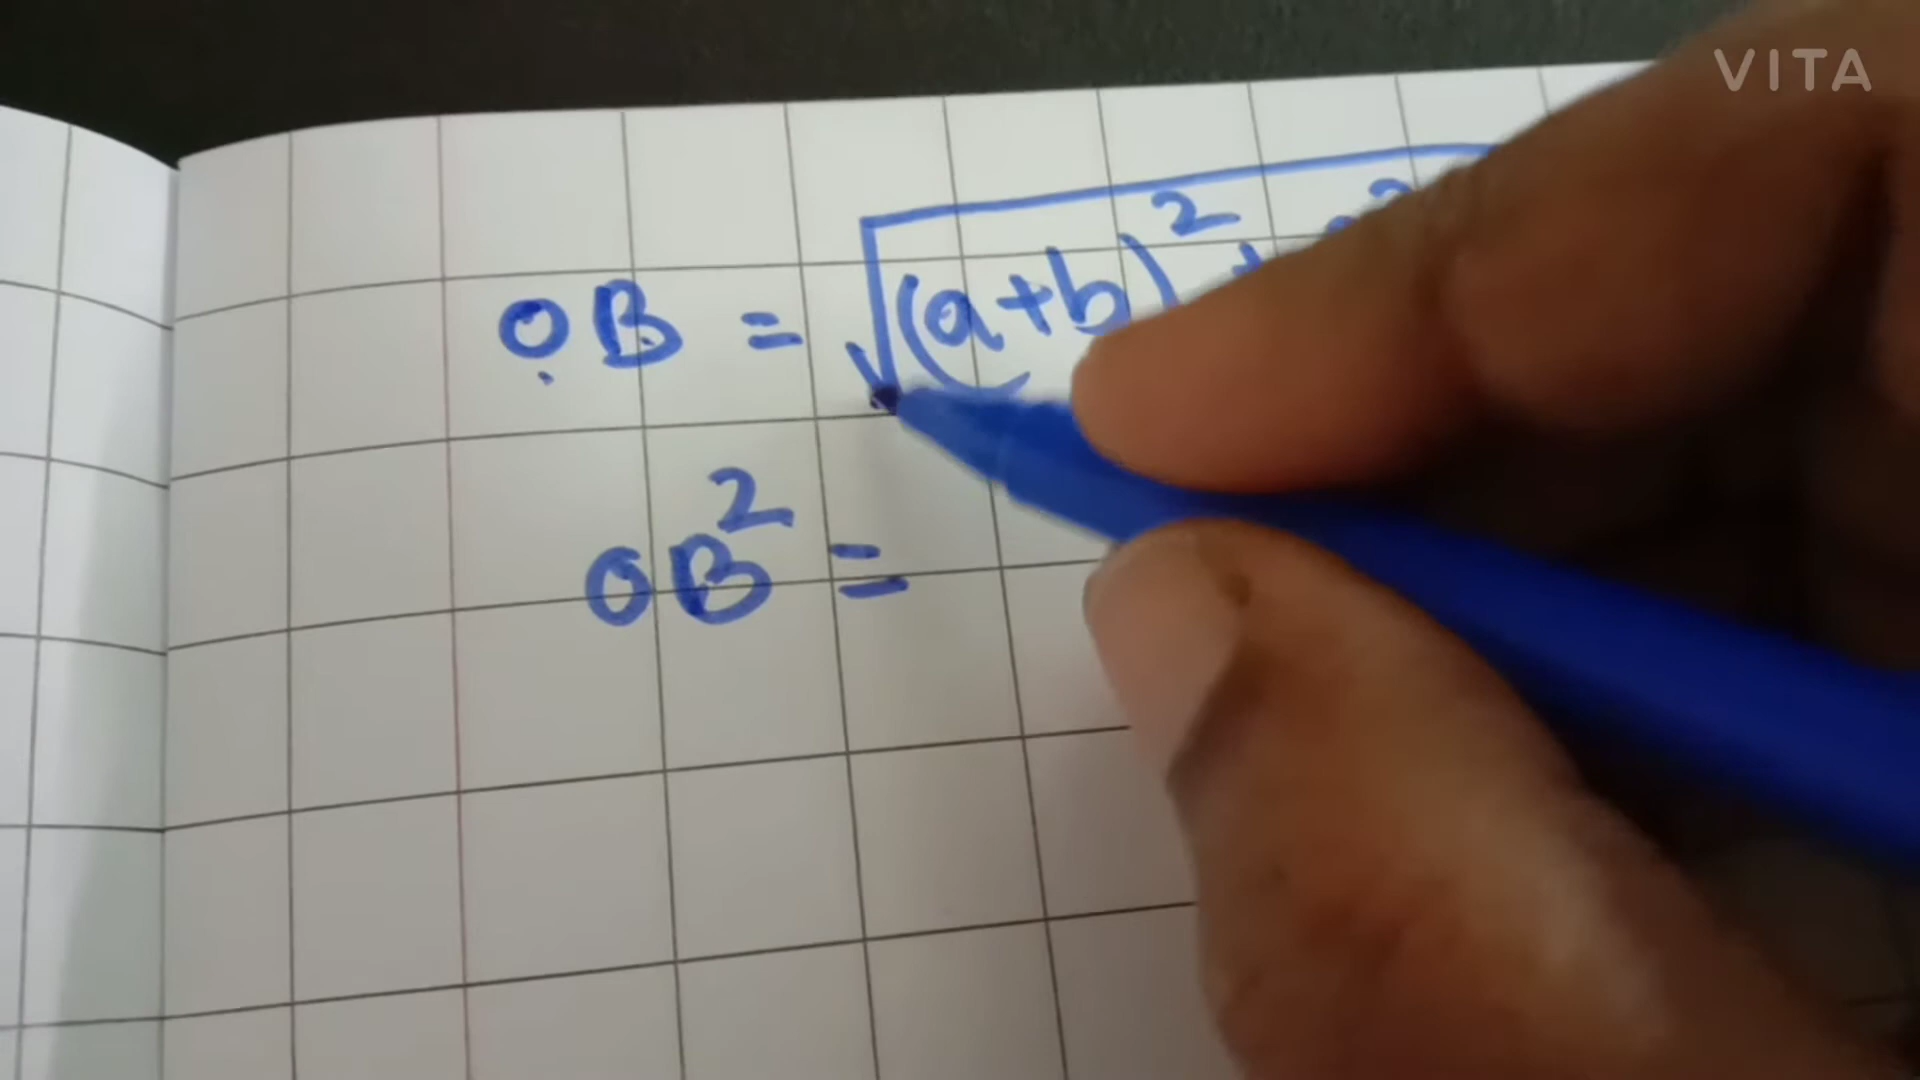 VITA
OB = √(a+b)² +
OB² =